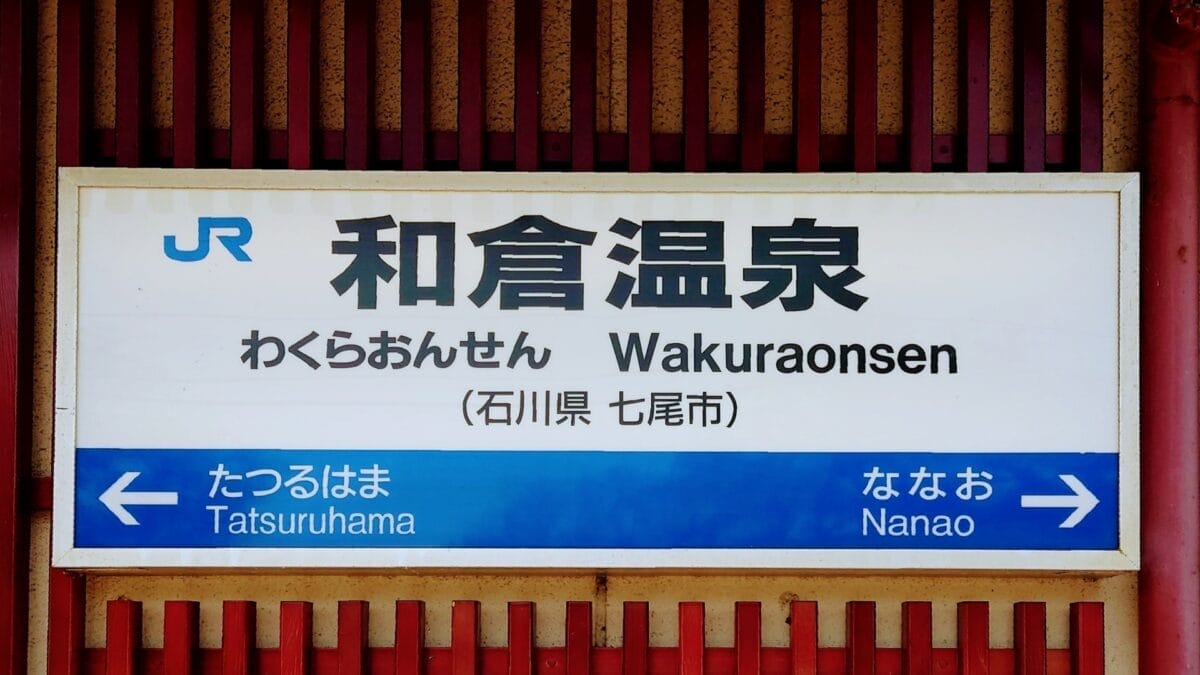 JR 和倉温泉
わくらおんせん Wakuraonsen
(石川県 七尾市)
← たつるはま ななお →
Tatsuruhama Nanao